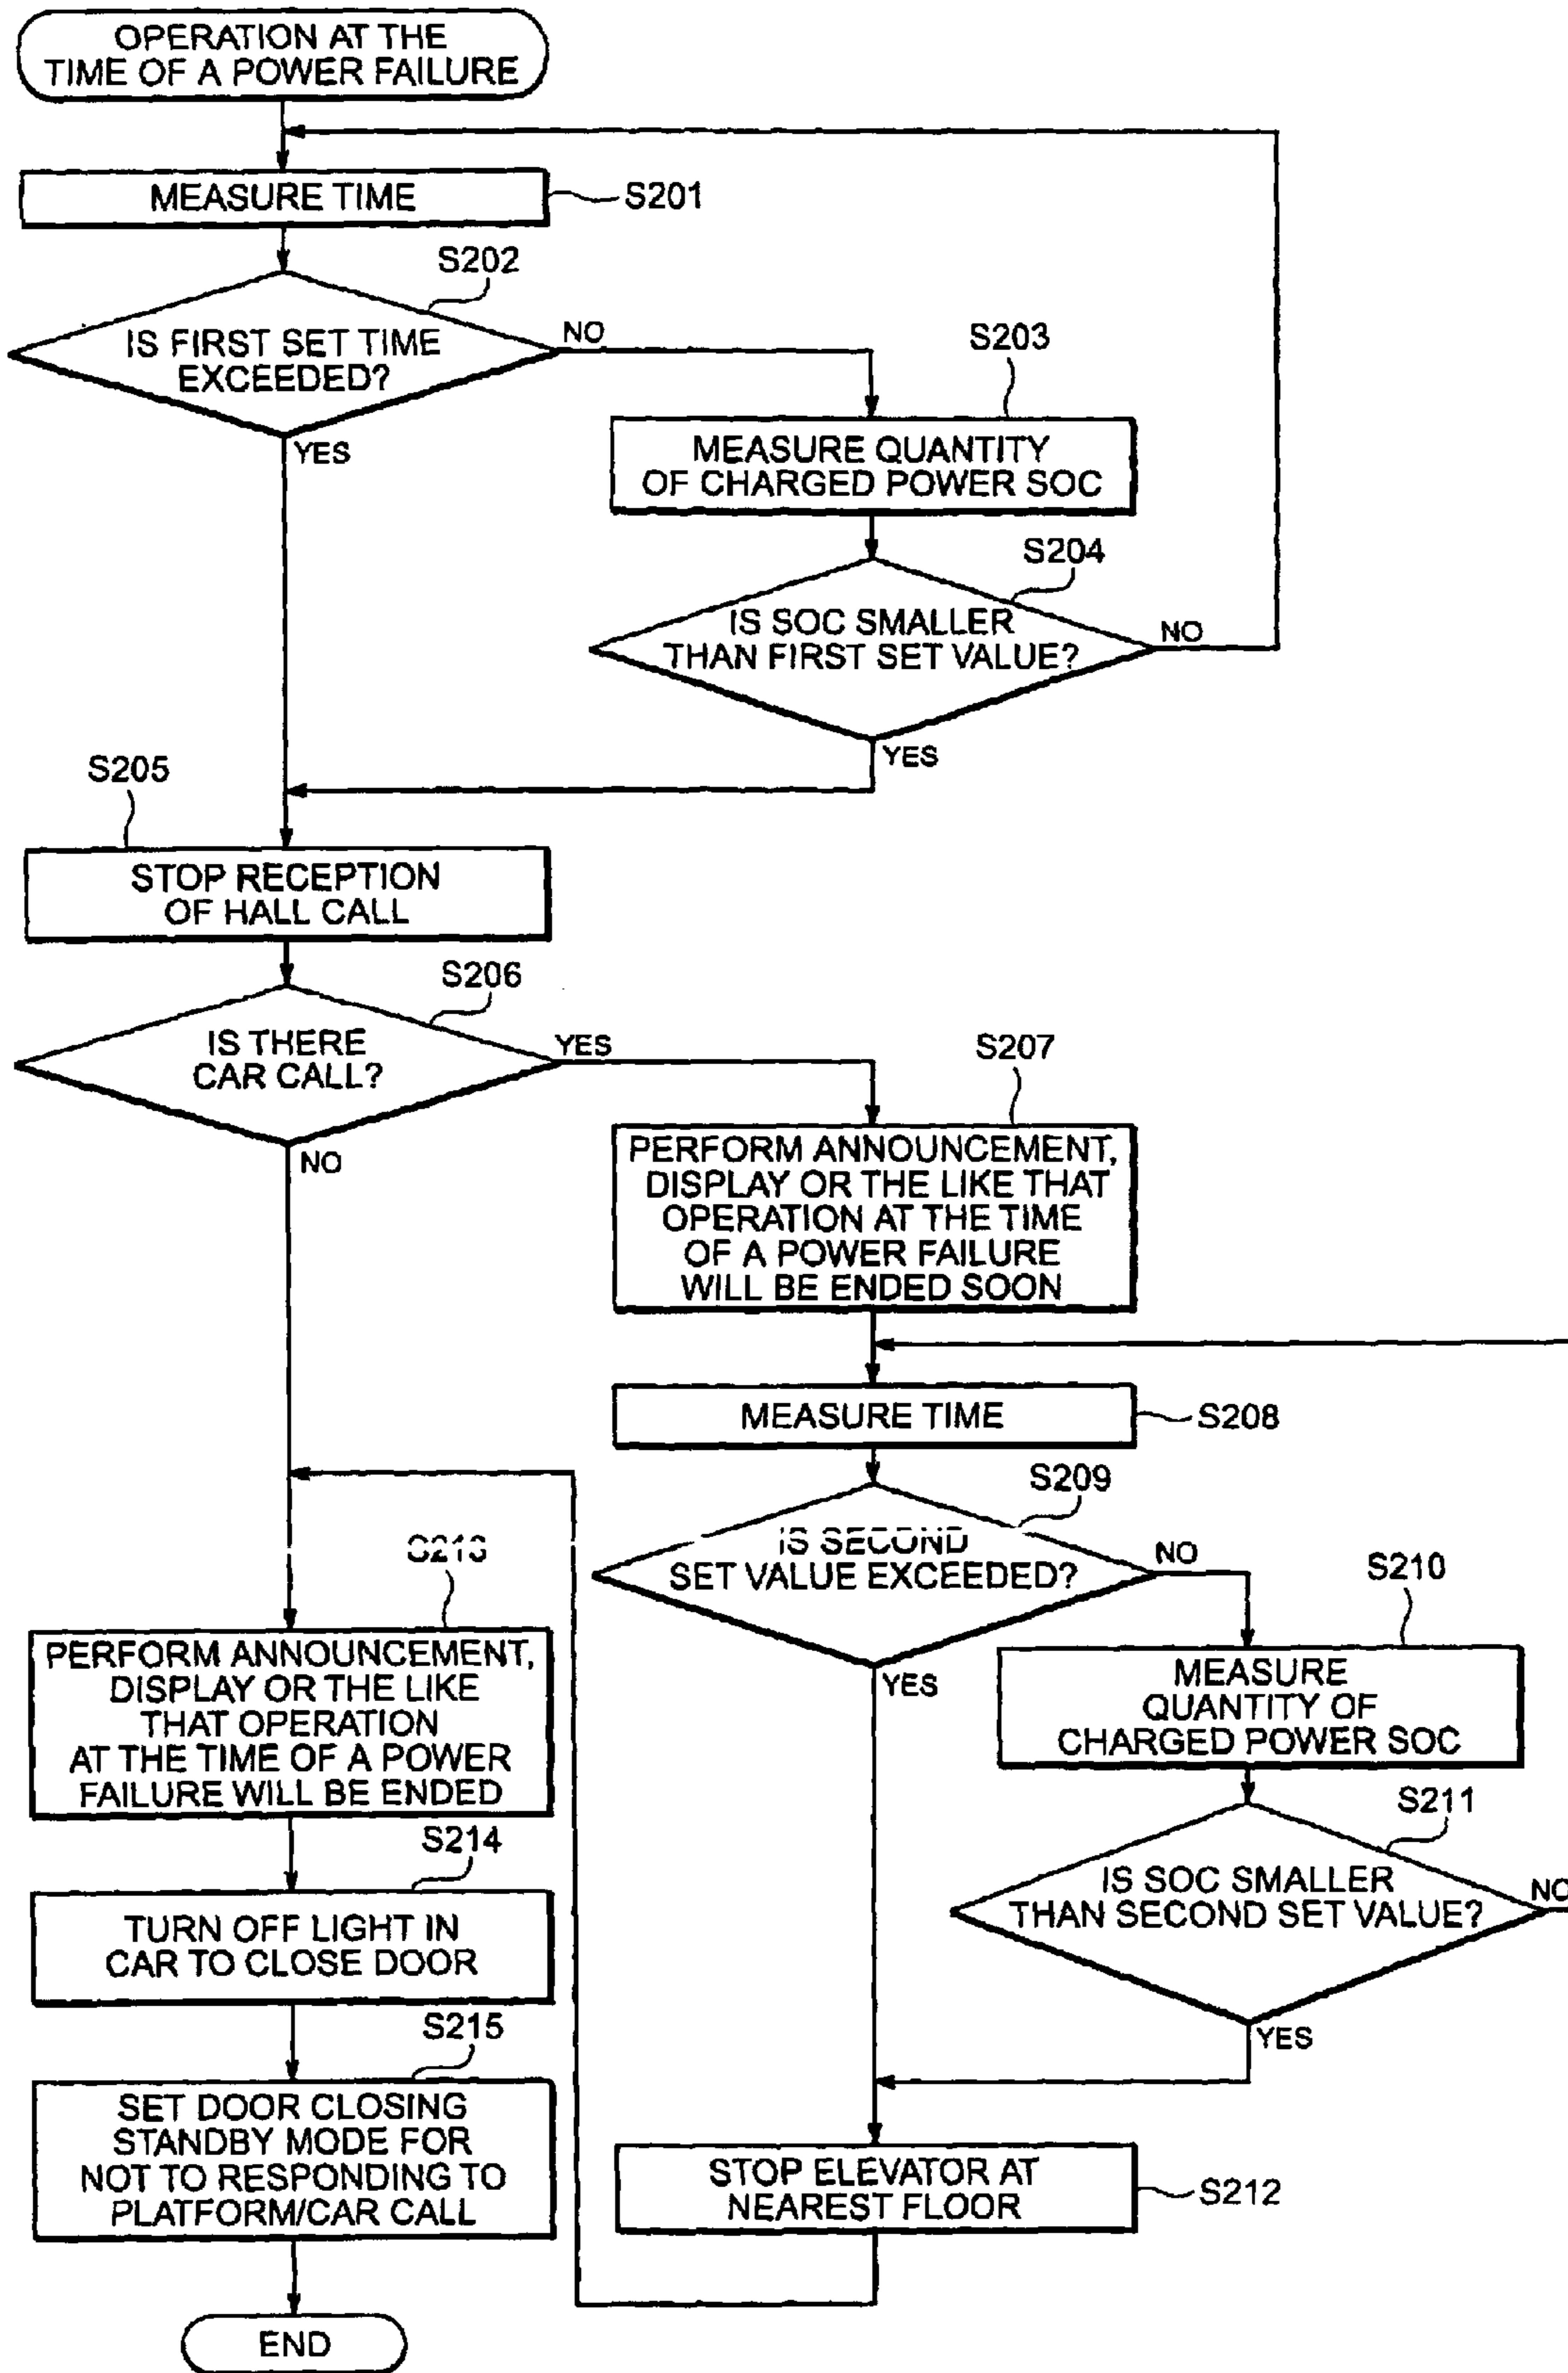 OPERATION AT THE
TIME OF A POWER FAILURE
MEASURE TIME
S201
S202
IS FIRST SET TIME
EXCEEDED?
NO
YES
S203
MEASURE QUANTITY
OF CHARGED POWER SOC
S204
IS SOC SMALLER
THAN FIRST SET VALUE?
NO
YES
S205
STOP RECEPTION
OF HALL CALL
S206
IS THERE
CAR CALL?
YES
NO
S207
PERFORM ANNOUNCEMENT,
DISPLAY OR THE LIKE THAT
OPERATION AT THE TIME
OF A POWER FAILURE
WILL BE ENDED SOON
MEASURE TIME
S208
S209
IS SECOND
SET VALUE EXCEEDED?
NO
YES
S210
MEASURE
QUANTITY OF
CHARGED POWER SOC
S211
IS SOC SMALLER
THAN SECOND SET VALUE?
NO
YES
STOP ELEVATOR AT
NEAREST FLOOR
S212
S213
PERFORM ANNOUNCEMENT,
DISPLAY OR THE LIKE
THAT OPERATION
AT THE TIME OF A POWER
FAILURE WILL BE ENDED
S214
TURN OFF LIGHT IN
CAR TO CLOSE DOOR
S215
SET DOOR CLOSING
STANDBY MODE FOR
NOT TO RESPONDING TO
PLATFORM/CAR CALL
END